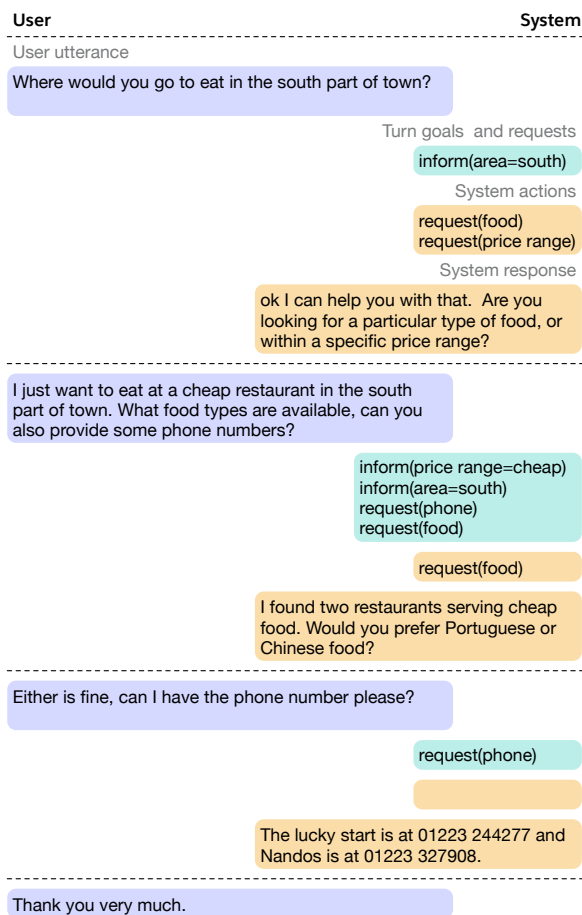 User System
User utterance
Where would you go to eat in the south part of town?
Turn goals and requests
inform(area=south)
System actions
request(food)
request(price range)
System response
ok I can help you with that. Are you
looking for a particular type of food, or
within a specific price range?
I just want to eat at a cheap restaurant in the south
part of town. What food types are available, can you
also provide some phone numbers?
inform(price range=cheap)
inform(area=south)
request(phone)
request(food)
request(food)
I found two restaurants serving cheap
food. Would you prefer Portuguese or
Chinese food?
Either is fine, can I have the phone number please?
request(phone)
The lucky start is at 01223 244277 and
Nandos is at 01223 327908.
Thank you very much.